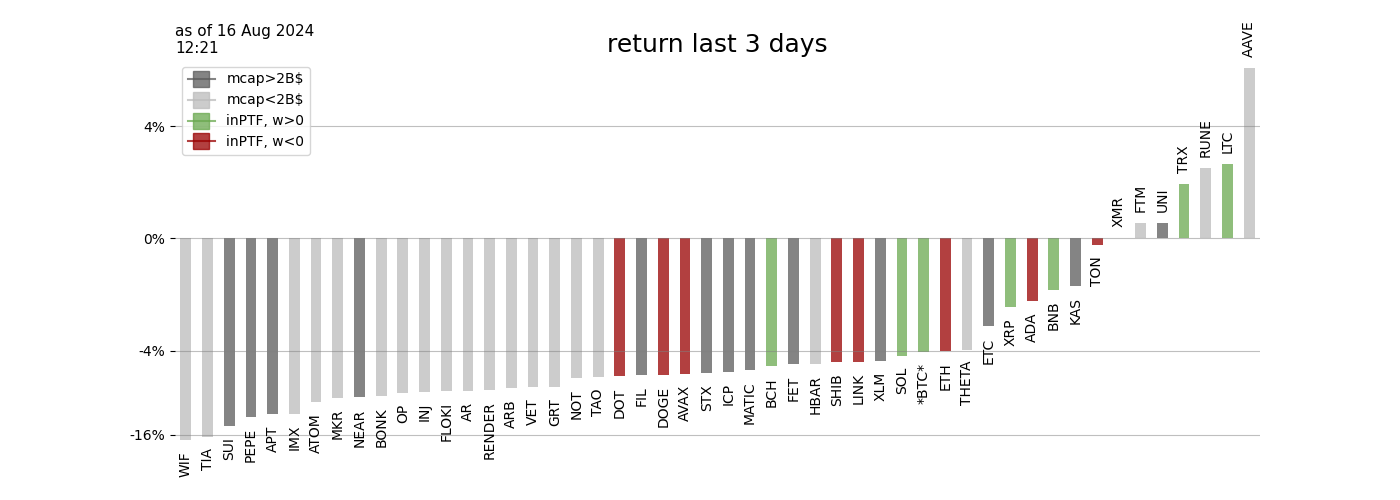 as of 16 Aug 2024
12:21
return last 3 days
mcap>2B$
mcap<2B$
inPTF, w>0
inPTF, w<0
4%
0%
-4%
-16%
WIF
TIA
SUI
PEPE
APT
IMX
ATOM
MKR
NEAR
BONK
OP
INJ
FLOKI
AR
RENDER
ARB
VET
GRT
NOT
TAO
DOT
FIL
DOGE
AVAX
STX
ICP
MATIC
BCH
FET
HBAR
SHIB
LINK
XLM
SOL
*BTC*
ETH
THETA
ETC
XRP
ADA
BNB
KAS
TON
XMR
FTM
UNI
TRX
RUNE
LTC
AAVE